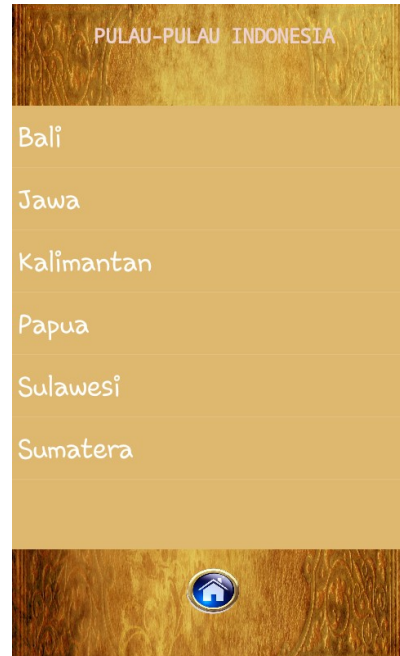 PULAU-PULAU INDONESIA
Bali
Jawa
Kalimantan
Papua
Sulawesi
Sumatera